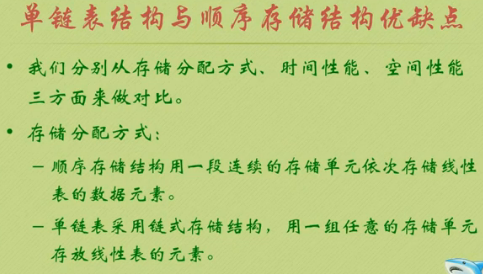 单链表结构与顺序存储结构优缺点
• 我们分别从存储分配方式、时间性能、空间性能
三方面来做对比。
• 存储分配方式：
– 顺序存储结构用一段连续的存储单元依次存储线性
表的数据元素。
– 单链表采用链式存储结构，用一组任意的存储单元
存放线性表的元素。